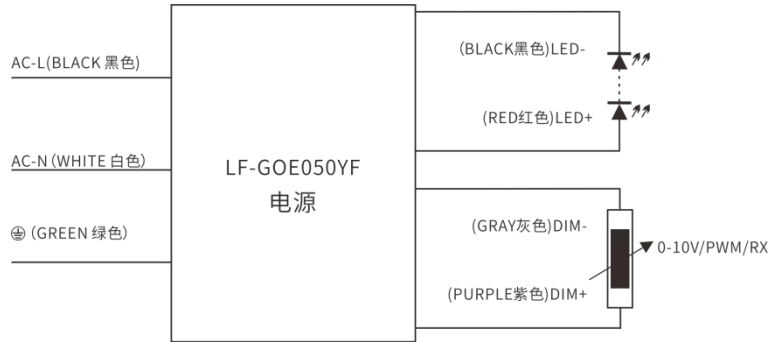 AC-L(BLACK 黑色)
AC-N(WHITE 白色)
(GREEN 绿色)
LF-GOE050YF
电源
(BLACK黑色)LED-
(RED红色)LED+
(GRAY灰色)DIM-
(PURPLE紫色)DIM+
0-10V/PWM/RX